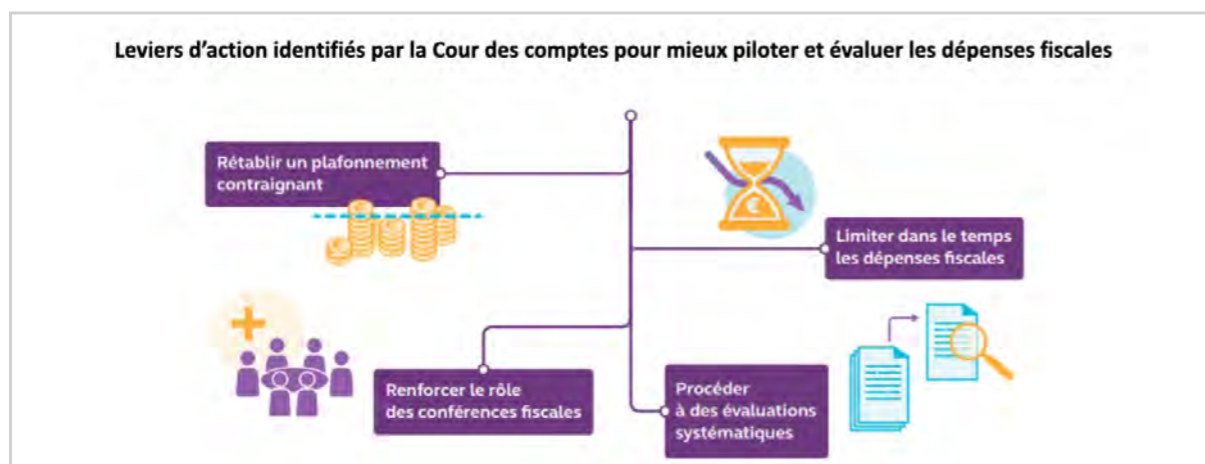 Leviers d'action identifiés par la Cour des comptes pour mieux piloter et évaluer les dépenses fiscales
Rétablir un plafonnement
contraignant
Limiter dans le temps
les dépenses fiscales
Renforcer le rôle
des conférences fiscales
Procéder
à des évaluations
systématiques